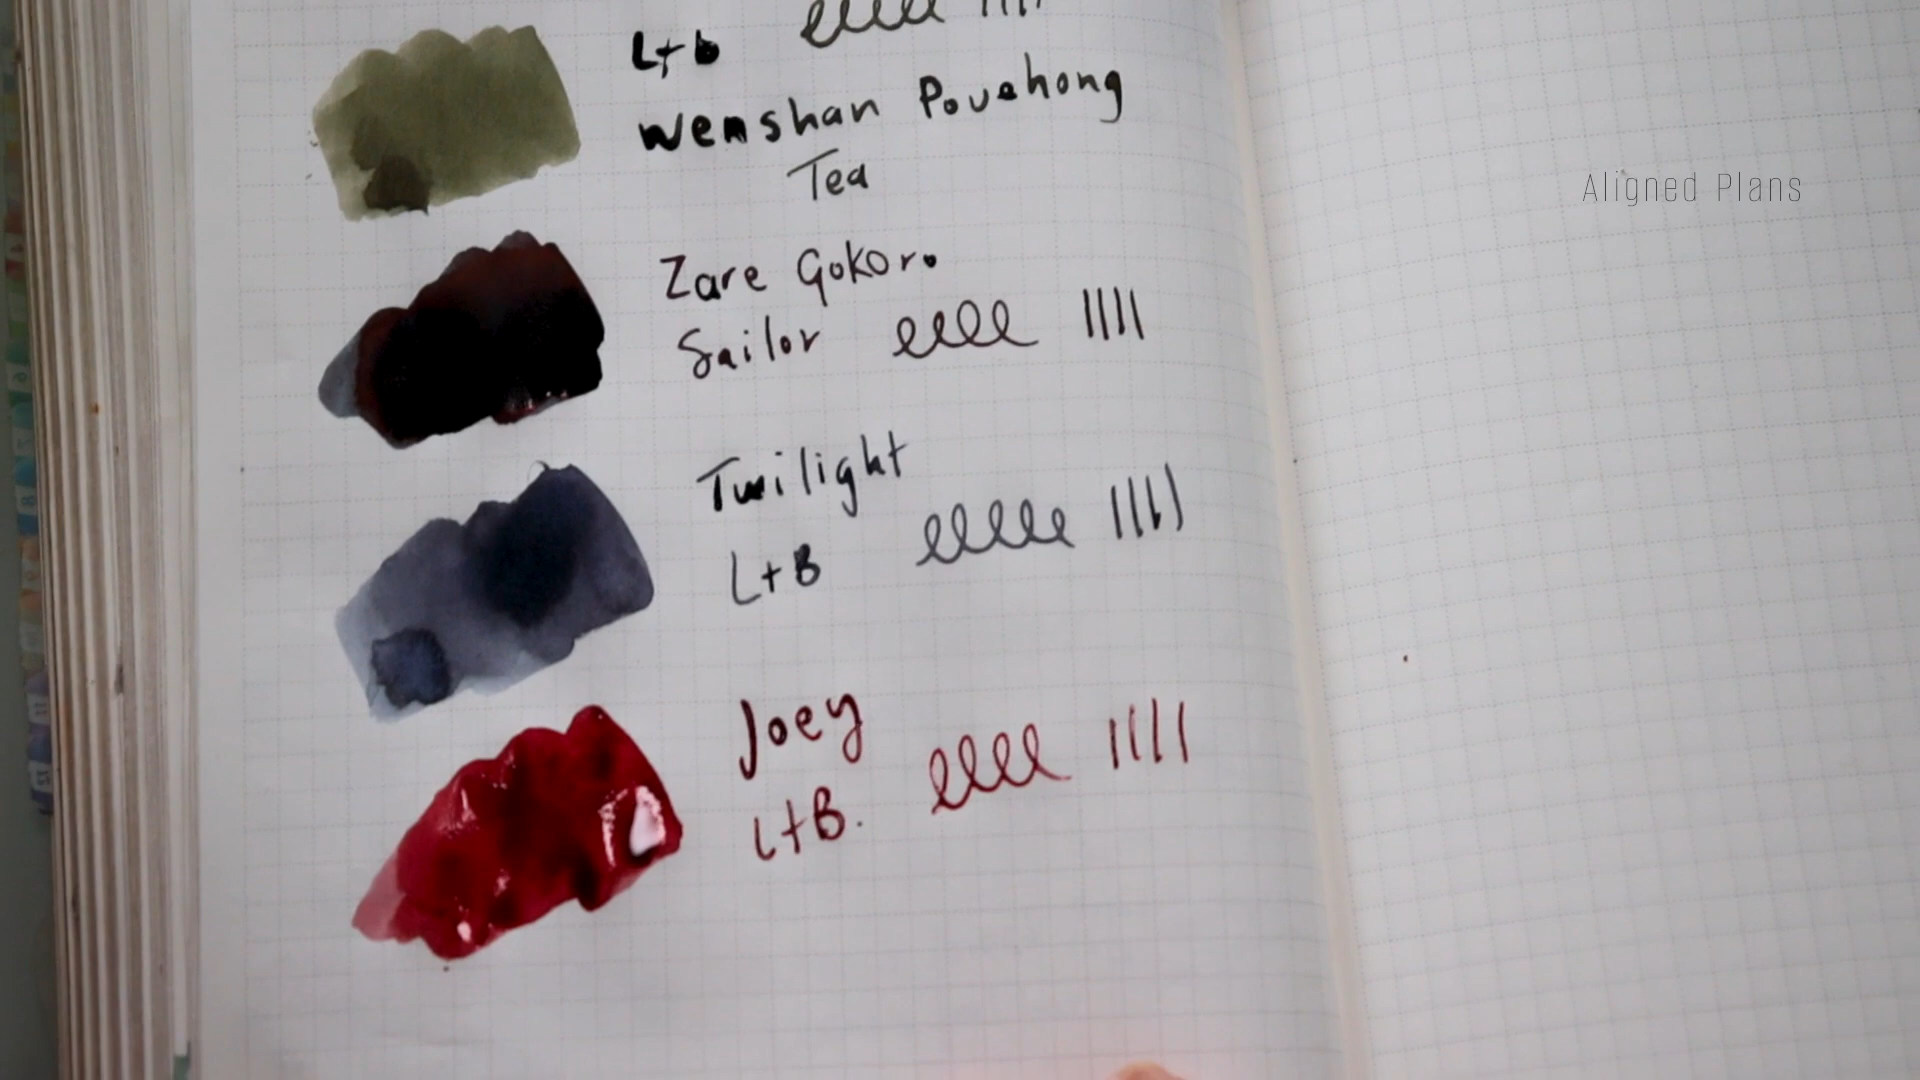 L+b
Wenshan Pouchong
Tea
Aligned Plans
Zare Gokoro
Sailor
Twilight
L+B
Joey
L+B.